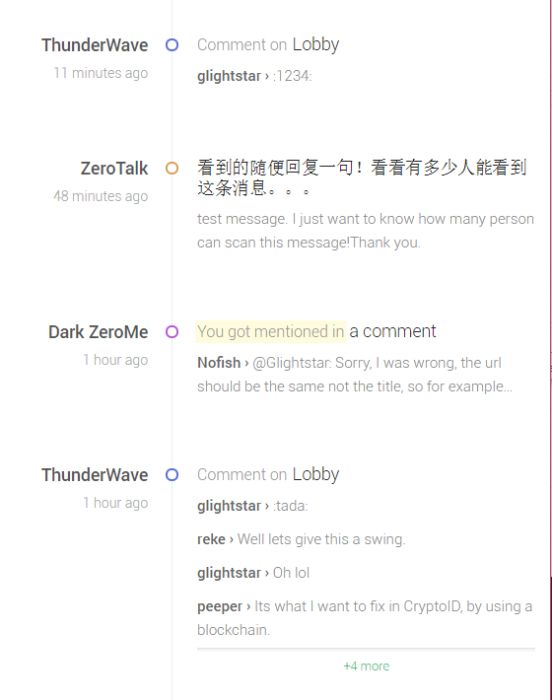 ThunderWave
11 minutes ago
Comment on Lobby
glightstar › :1234:
ZeroTalk
48 minutes ago
看到的随便回复一句！看看有多少人能看到
这条消息。。。
test message. I just want to know how many person
can scan this message!Thank you.
Dark ZeroMe
1 hour ago
You got mentioned in a comment
Nofish › @Glightstar: Sorry, I was wrong, the url
should be the same not the title, so for example...
ThunderWave
1 hour ago
Comment on Lobby
glightstar › :tada:
reke › Well lets give this a swing.
glightstar › Oh lol
peeper › Its what I want to fix in CryptoID, by using a
blockchain.
+4 more